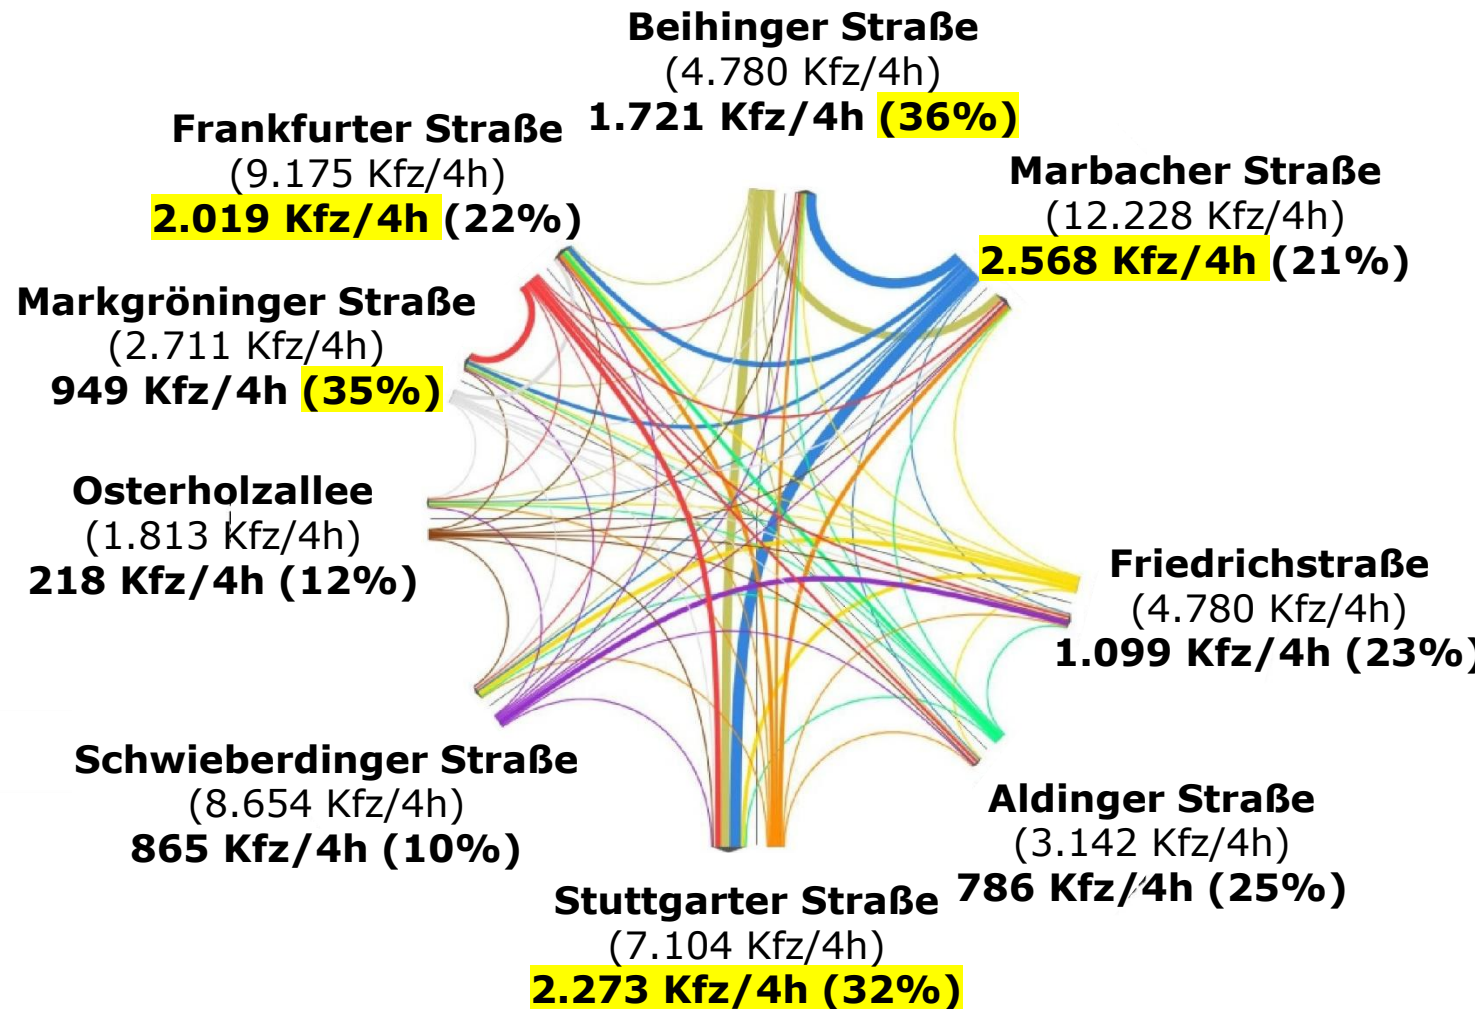 Beihinger Straße
(4.780 Kfz/4h)
1.721 Kfz/4h (36%)
Frankfurter Straße
(9.175 Kfz/4h)
2.019 Kfz/4h (22%)
Marbacher Straße
(12.228 Kfz/4h)
2.568 Kfz/4h (21%)
Markgröninger Straße
(2.711 Kfz/4h)
949 Kfz/4h (35%)
Osterholzallee
(1.813 Kfz/4h)
218 Kfz/4h (12%)
Friedrichstraße
(4.780 Kfz/4h)
1.099 Kfz/4h (23%)
Schwieberdinger Straße
(8.654 Kfz/4h)
865 Kfz/4h (10%)
Aldinger Straße
(3.142 Kfz/4h)
786 Kfz/4h (25%)
Stuttgarter Straße
(7.104 Kfz/4h)
2.273 Kfz/4h (32%)